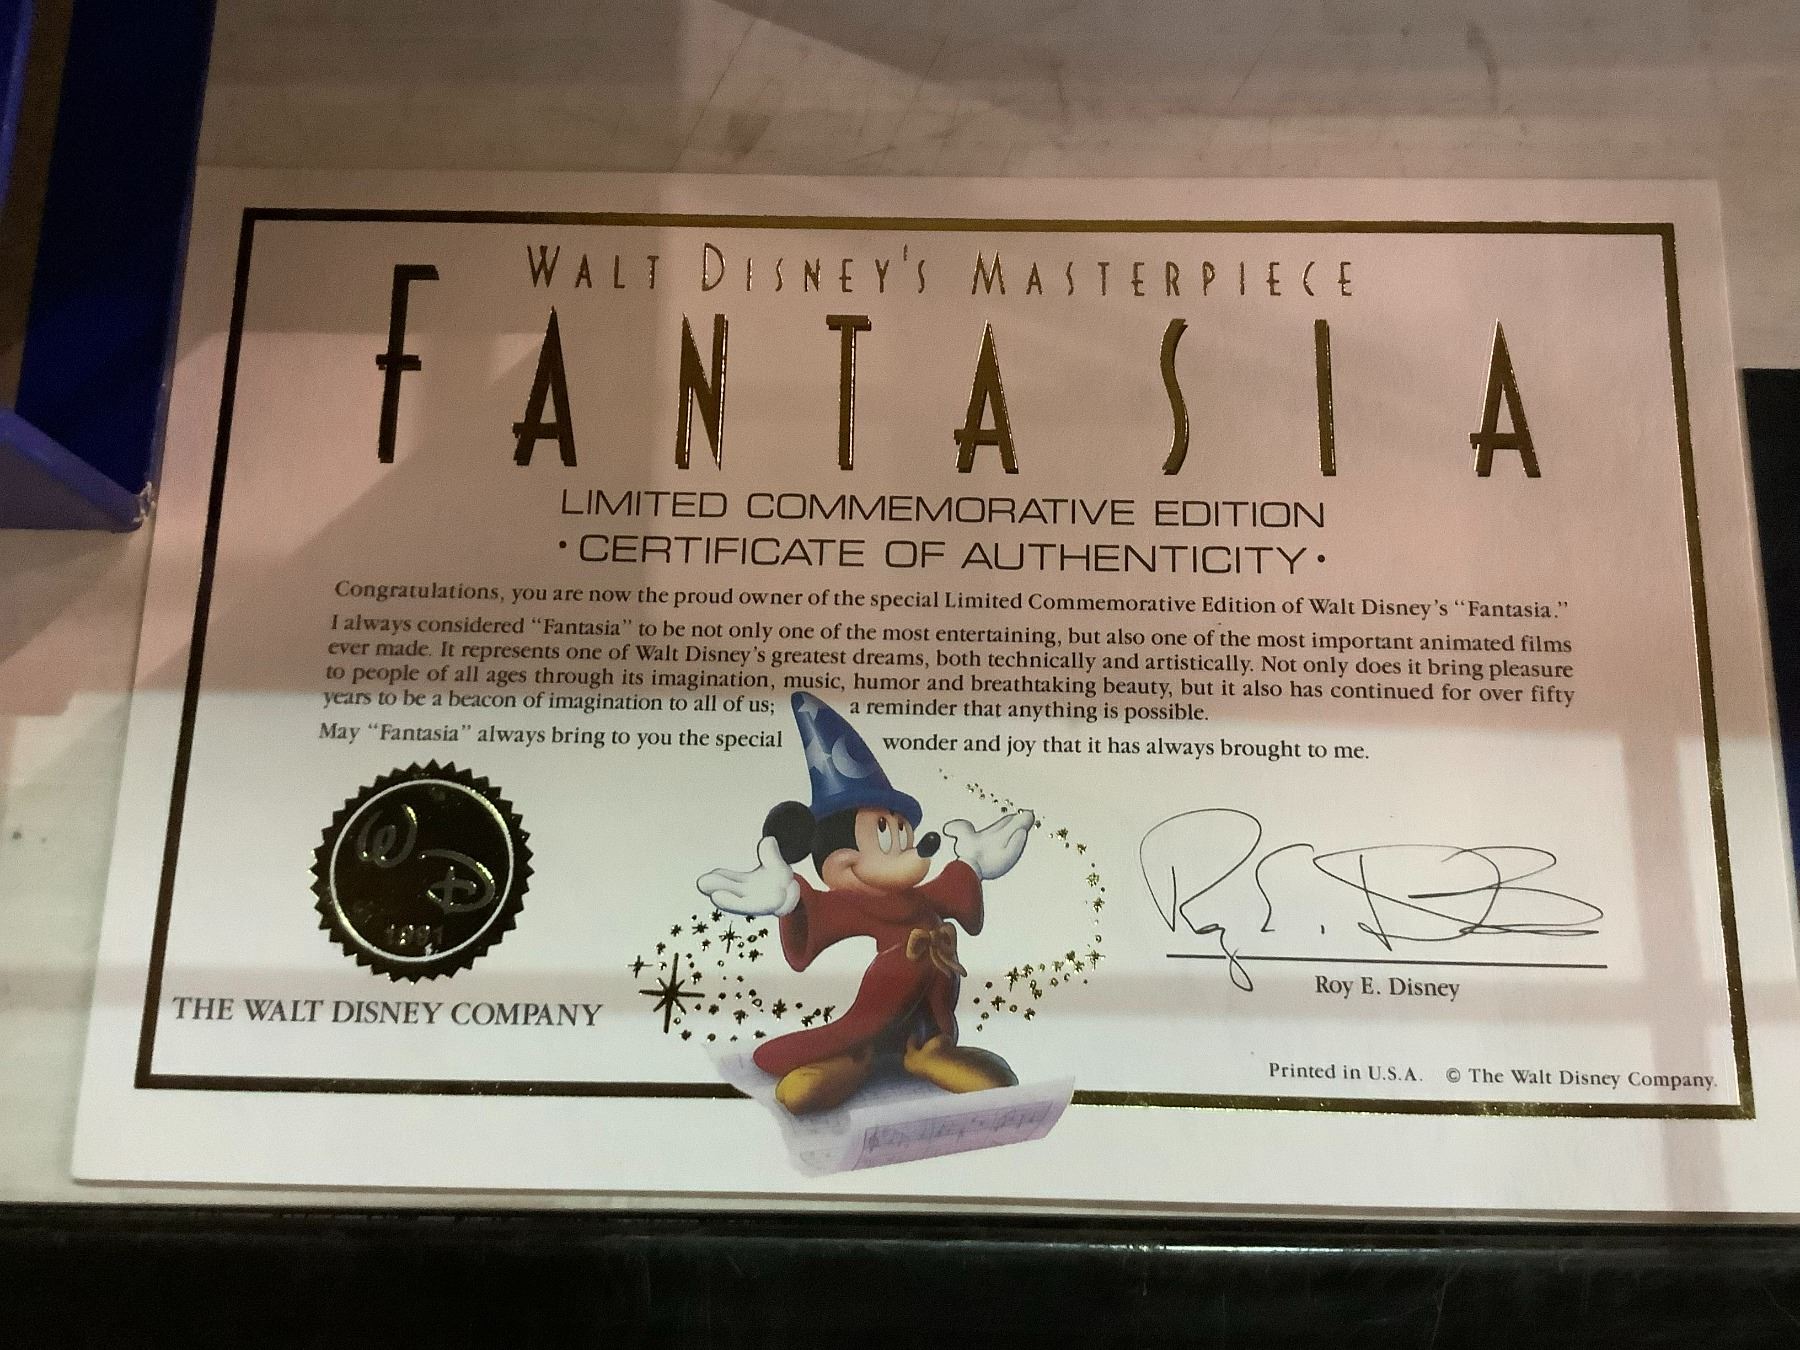 WALT DISNEY'S MASTERPIECE
FANTASIA
LIMITED COMMEMORATIVE EDITION
• CERTIFICATE OF AUTHENTICITY •
Congratulations, you are now the proud owner of the special Limited Commemorative Edition of Walt Disney's "Fantasia."
I always considered "Fantasia" to be not only one of the most entertaining, but also one of the most important animated films
ever made. It represents one of Walt Disney's greatest dreams, both technically and artistically. Not only does it bring pleasure
to people of all ages through its imagination, music, humor and breathtaking beauty, but it also has continued for over fifty
years to be a beacon of imagination to all of us; a reminder that anything is possible.
May "Fantasia" always bring to you the special wonder and joy that it has always brought to me.
WD
1991
THE WALT DISNEY COMPANY
Roy E. Disney
Roy E. Disney
Printed in U.S.A. © The Walt Disney Company.